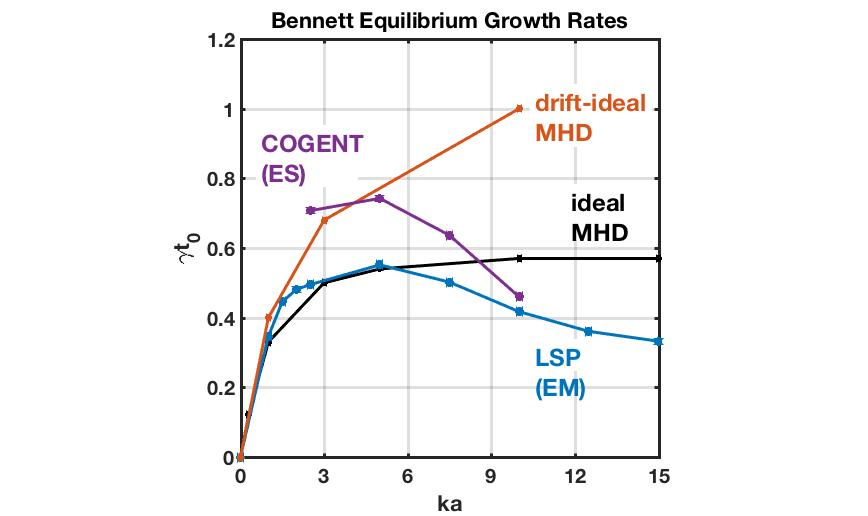 Bennett Equilibrium Growth Rates
1.2
1
0.8
0.6
0.4
0.2
0
γt₀
COGENT
(ES)
drift-ideal
MHD
ideal
MHD
LSP
(EM)
0 3 6 9 12 15
ka